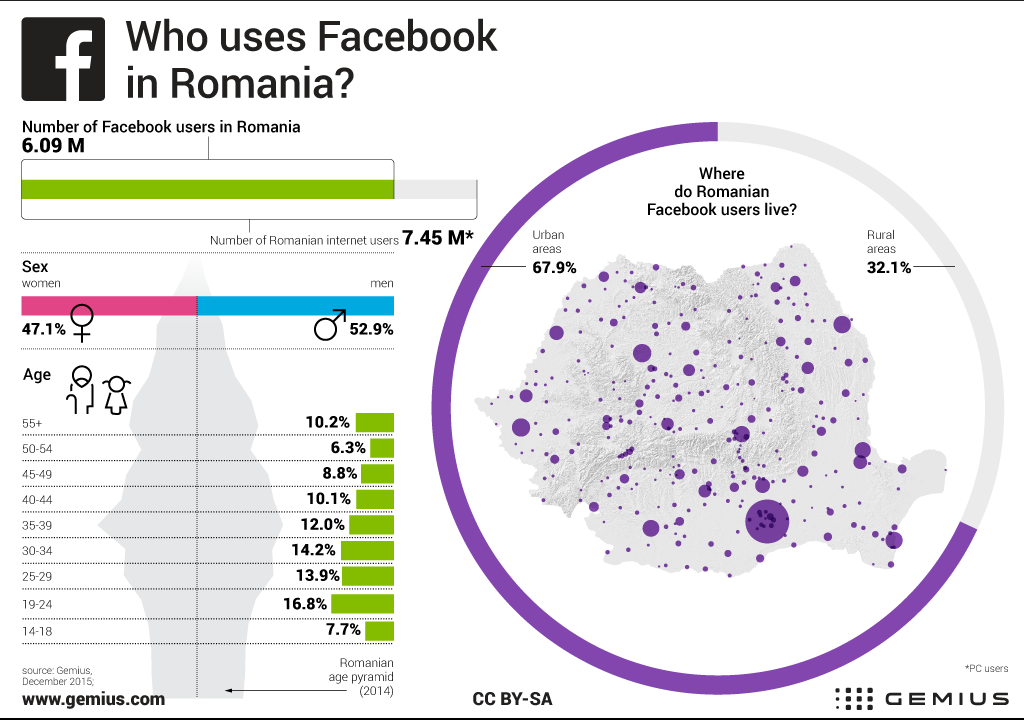 f
Who uses Facebook
in Romania?
Number of Facebook users in Romania
6.09 M
Number of Romanian internet users 7.45 M*
Sex
women
men
47.1%
52.9%
Age
55+ 10.2%
50-54 6.3%
45-49 8.8%
40-44 10.1%
35-39 12.0%
30-34 14.2%
25-29 13.9%
19-24 16.8%
14-18 7.7%
Romanian
age pyramid
(2014)
source: Gemius,
December 2015;
www.gemius.com
Where
do Romanian
Facebook users live?
Urban
areas
67.9%
Rural
areas
32.1%
*PC users
CC BY-SA
GEMIUS